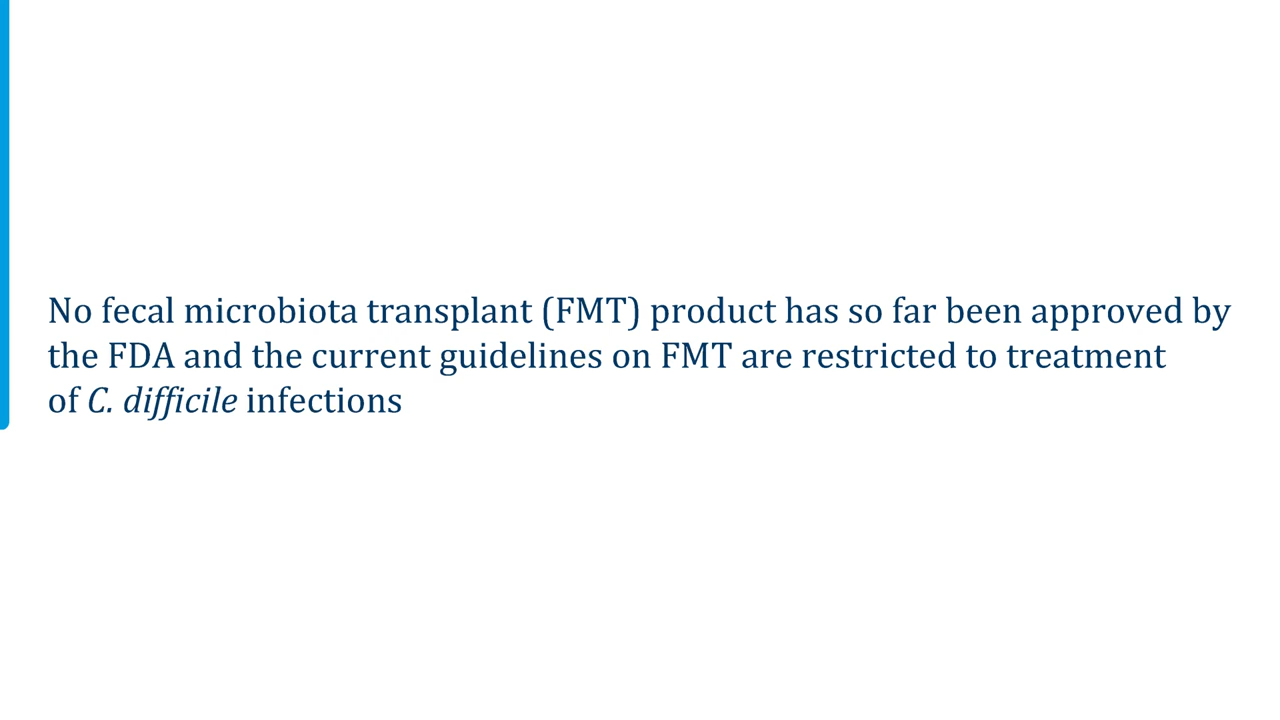 No fecal microbiota transplant (FMT) product has so far been approved by
the FDA and the current guidelines on FMT are restricted to treatment
of C. difficile infections